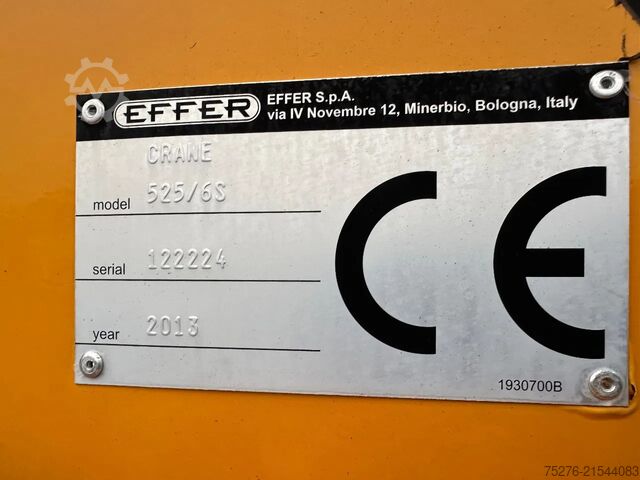 EFFER
EFFER S.p.A.
via IV Novembre 12, Minerbio, Bologna, Italy
CRANE
model 525/6S
serial 122224
year 2013
CE
1930700B
75276-21544083